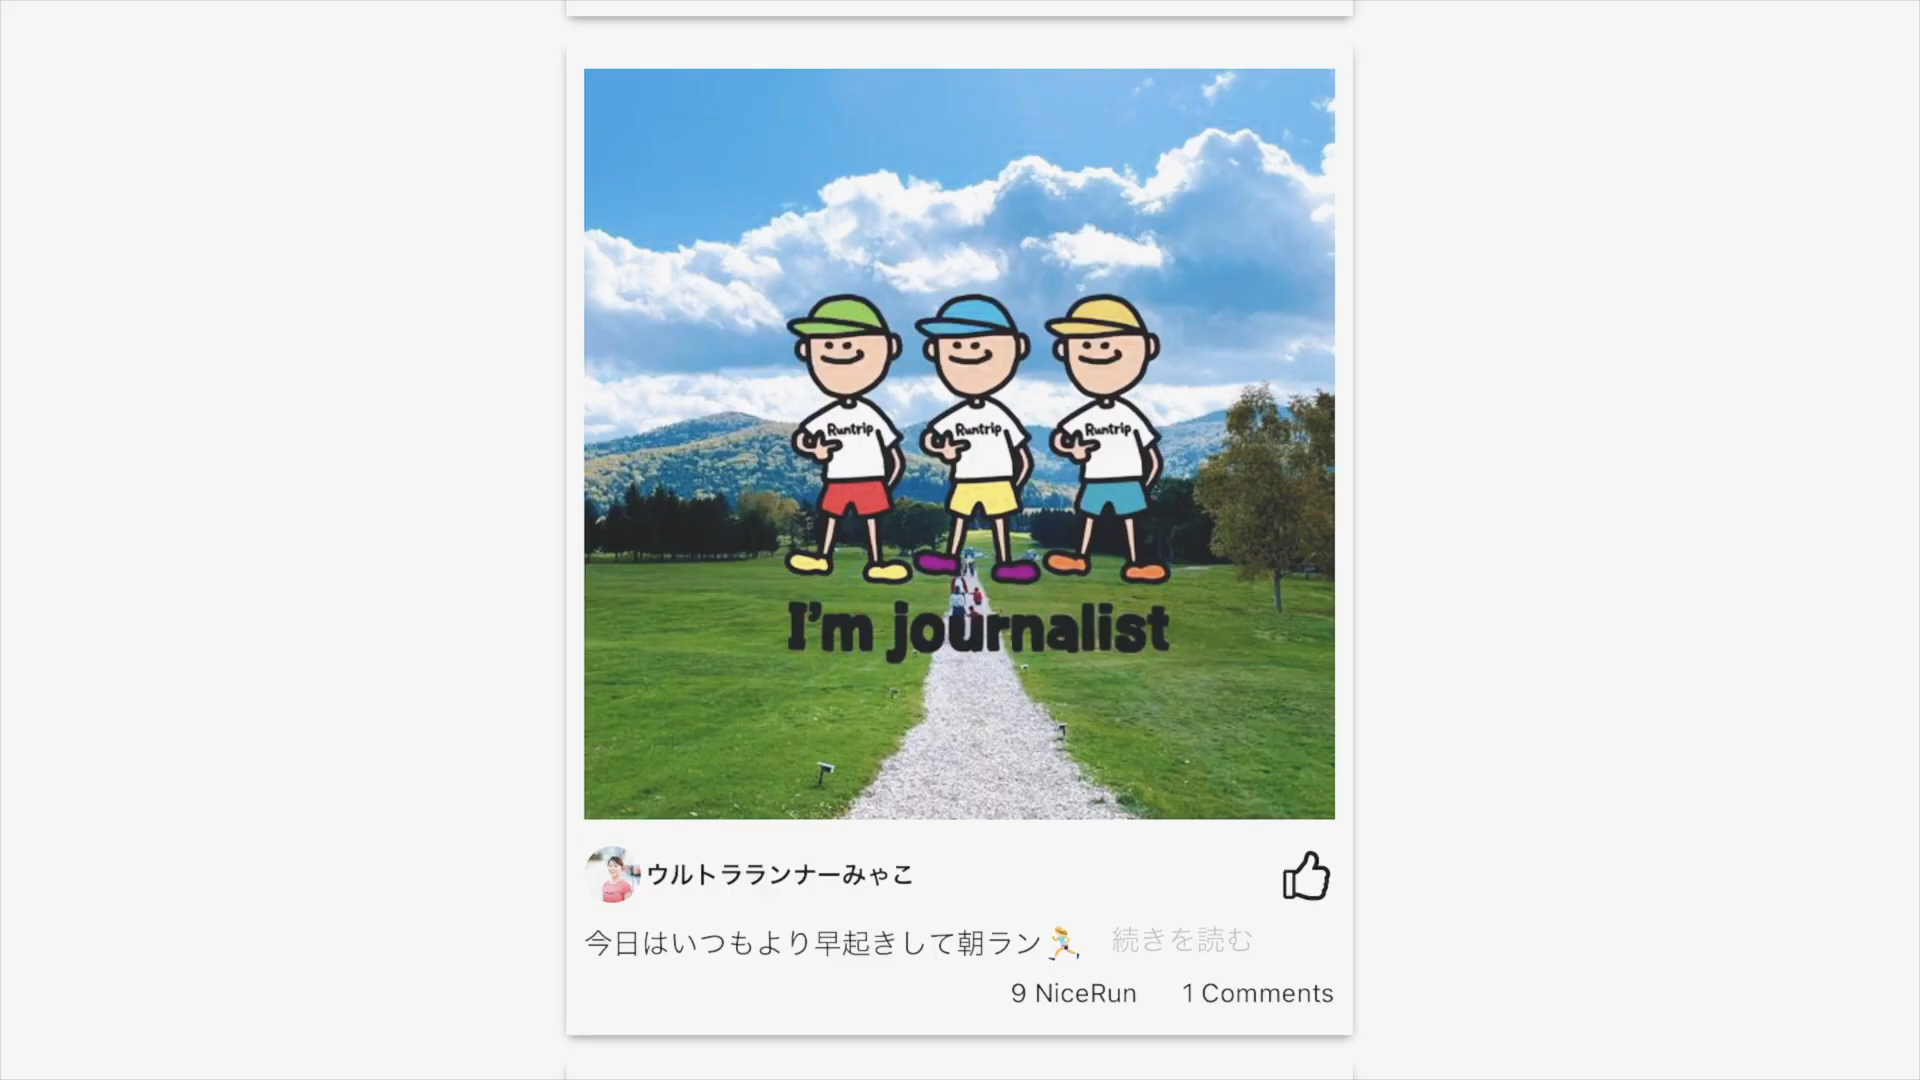 Runtrip Runtrip Runtrip
I'm journalist
ウルトラランナーみゃこ
今日はいつもより早起きして朝ラン🏃 続きを読む
9 NiceRun 1 Comments